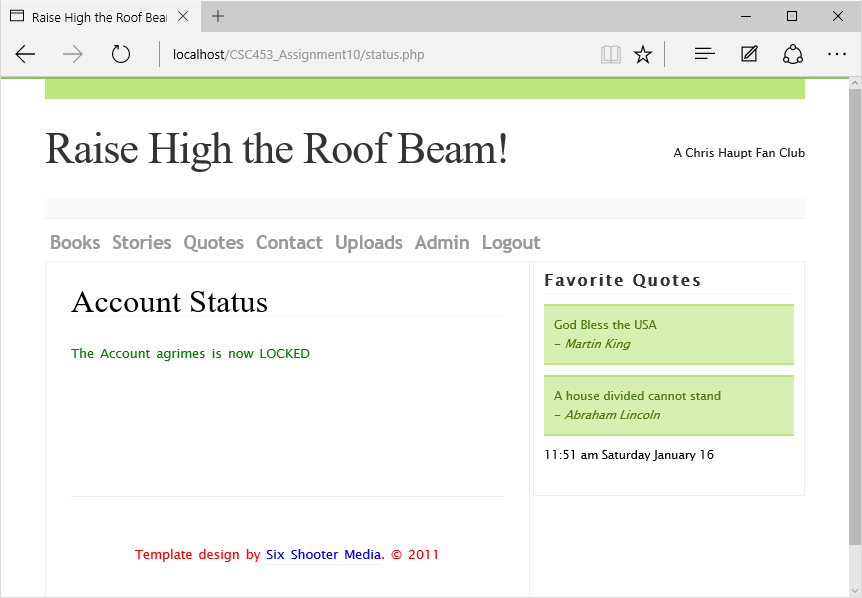 Raise High the Roof Bea
localhost/CSC453_Assignment10/status.php
Raise High the Roof Beam!
A Chris Haupt Fan Club
Books Stories Quotes Contact Uploads Admin Logout
Account Status
The Account agrimes is now LOCKED
Favorite Quotes
God Bless the USA
– Martin King
A house divided cannot stand
– Abraham Lincoln
11:51 am Saturday January 16
Template design by Six Shooter Media. © 2011